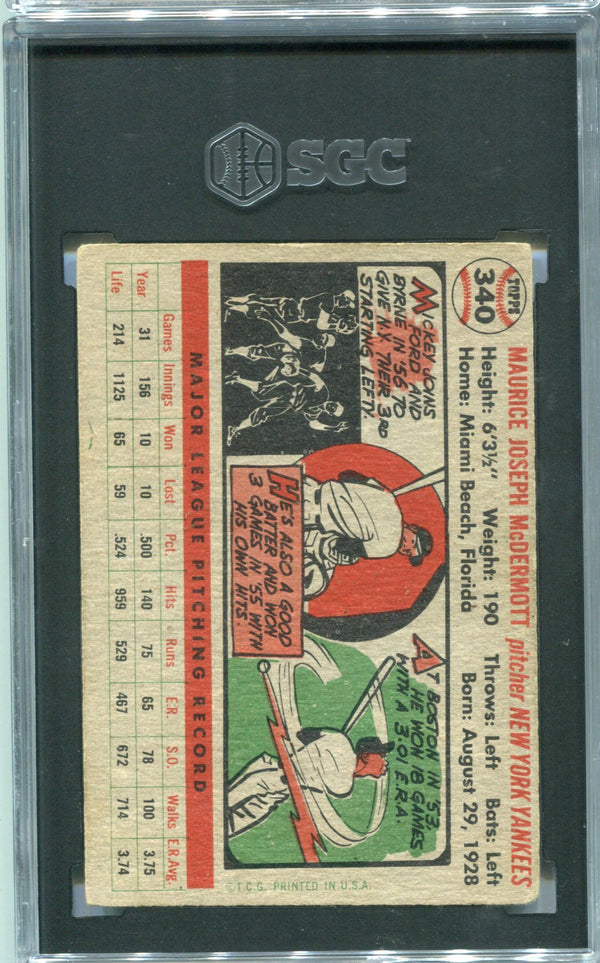 SGC
TOPPS
340
MAURICE JOSEPH McDERMOTT pitcher NEW YORK YANKEES
Height: 6'3½" Weight: 190 Throws: Left Bats: Left
Home: Miami Beach, Florida Born: August 29, 1928
MICKEY JOINS
FORD AND
BYRNE IN '56 TO
GIVE N.Y. THEIR 3RD
STARTING LEFTY.
HE'S ALSO A GOOD
BATTER AND WON
3 GAMES IN '55 WITH
HIS OWN HITS.
AT BOSTON IN '53,
HE WON 18 GAMES
WITH A 3.01 E.R.A.
MAJOR LEAGUE PITCHING RECORD
Games Innings Won Lost Pct. Hits Runs E.R. S.O. Walks E.R.Avg.
Year 31 156 10 10 .500 140 75 65 78 100 3.75
Life 214 1125 65 59 .524 959 529 467 672 714 3.74
©T.C.G. PRINTED IN U.S.A.